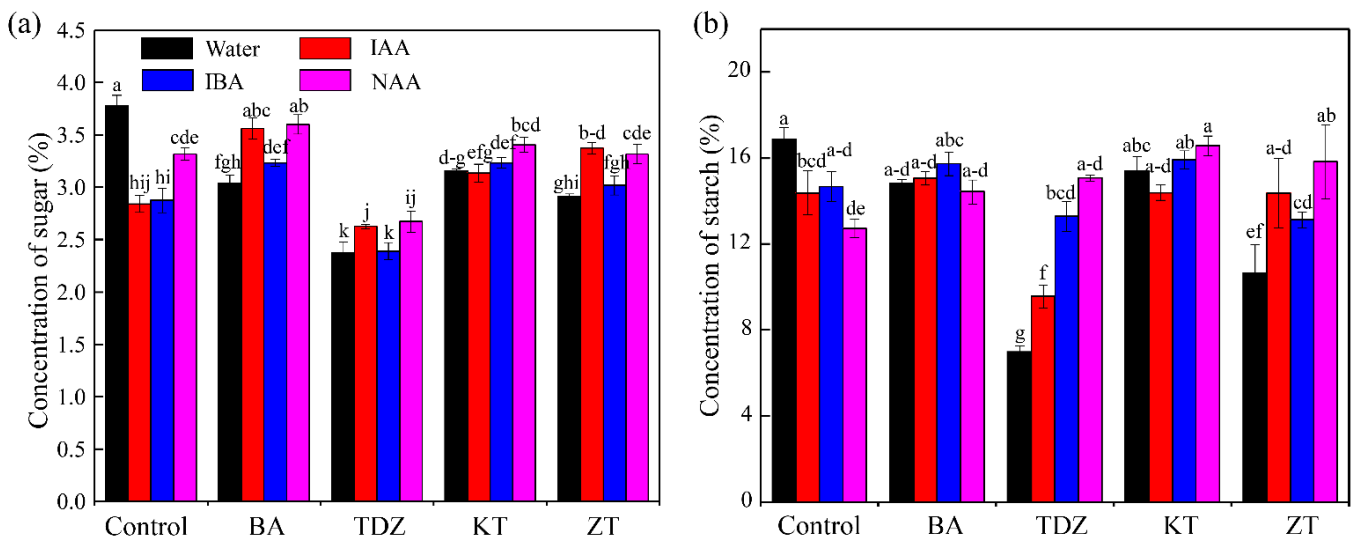 (a)
4.5
4.0
3.5
3.0
2.5
2.0
1.5
1.0
0.5
0.0
Concentration of sugar (%)
Water
IAA
IBA
NAA
a
hij
hi
cde
fgh
abc
def
ab
k
j
k
ij
d-g
efg
def
bcd
ghi
b-d
fgh
cde
Control
BA
TDZ
KT
ZT
(b)
20
16
12
8
4
0
Concentration of starch (%)
a
bcd
a-d
de
a-d
a-d
abc
a-d
g
f
bcd
a-d
abc
a-d
ab
a
ef
a-d
cd
ab
Control
BA
TDZ
KT
ZT